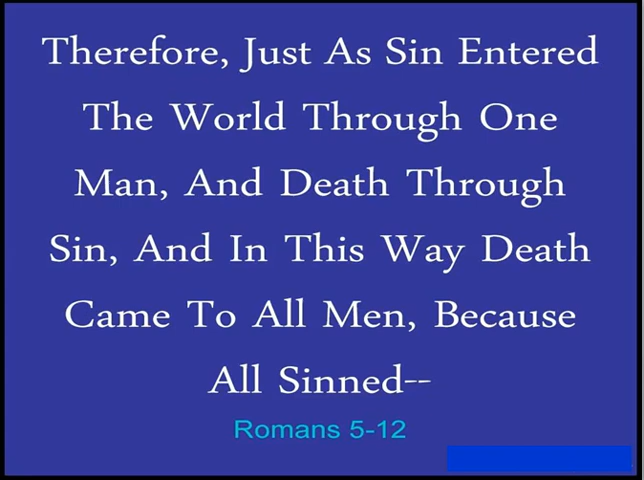 Therefore, Just As Sin Entered
The World Through One
Man, And Death Through
Sin, And In This Way Death
Came To All Men, Because
All Sinned--
Romans 5-12